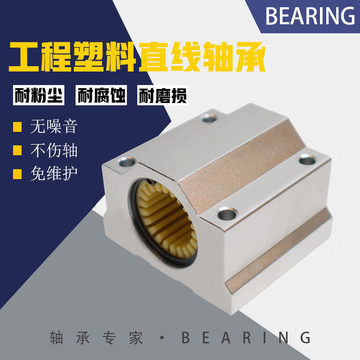 BEARING
工程塑料直线轴承
耐粉尘 耐腐蚀 耐磨损
无噪音
不伤轴
免维护
轴承专家·BEARING